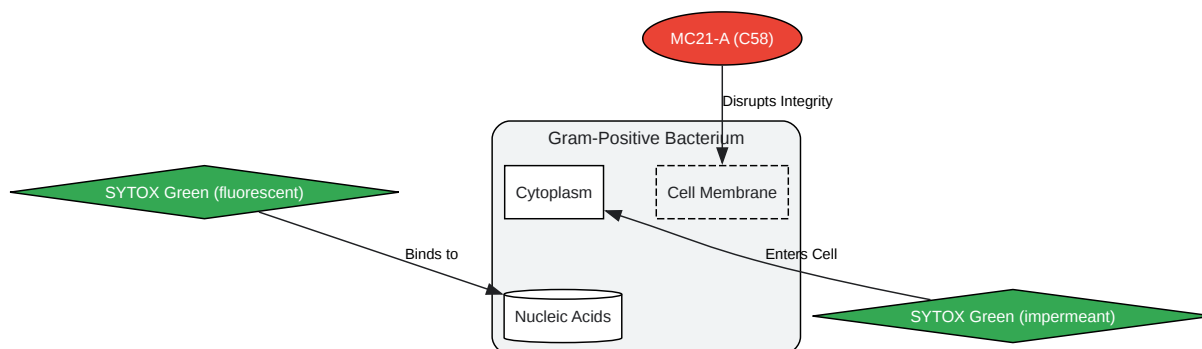 MC21-A (C58)
Disrupts Integrity
Gram-Positive Bacterium
SYTOX Green (fluorescent)
Cytoplasm
Cell Membrane
Binds to
Enters Cell
Nucleic Acids
SYTOX Green (impermeant)